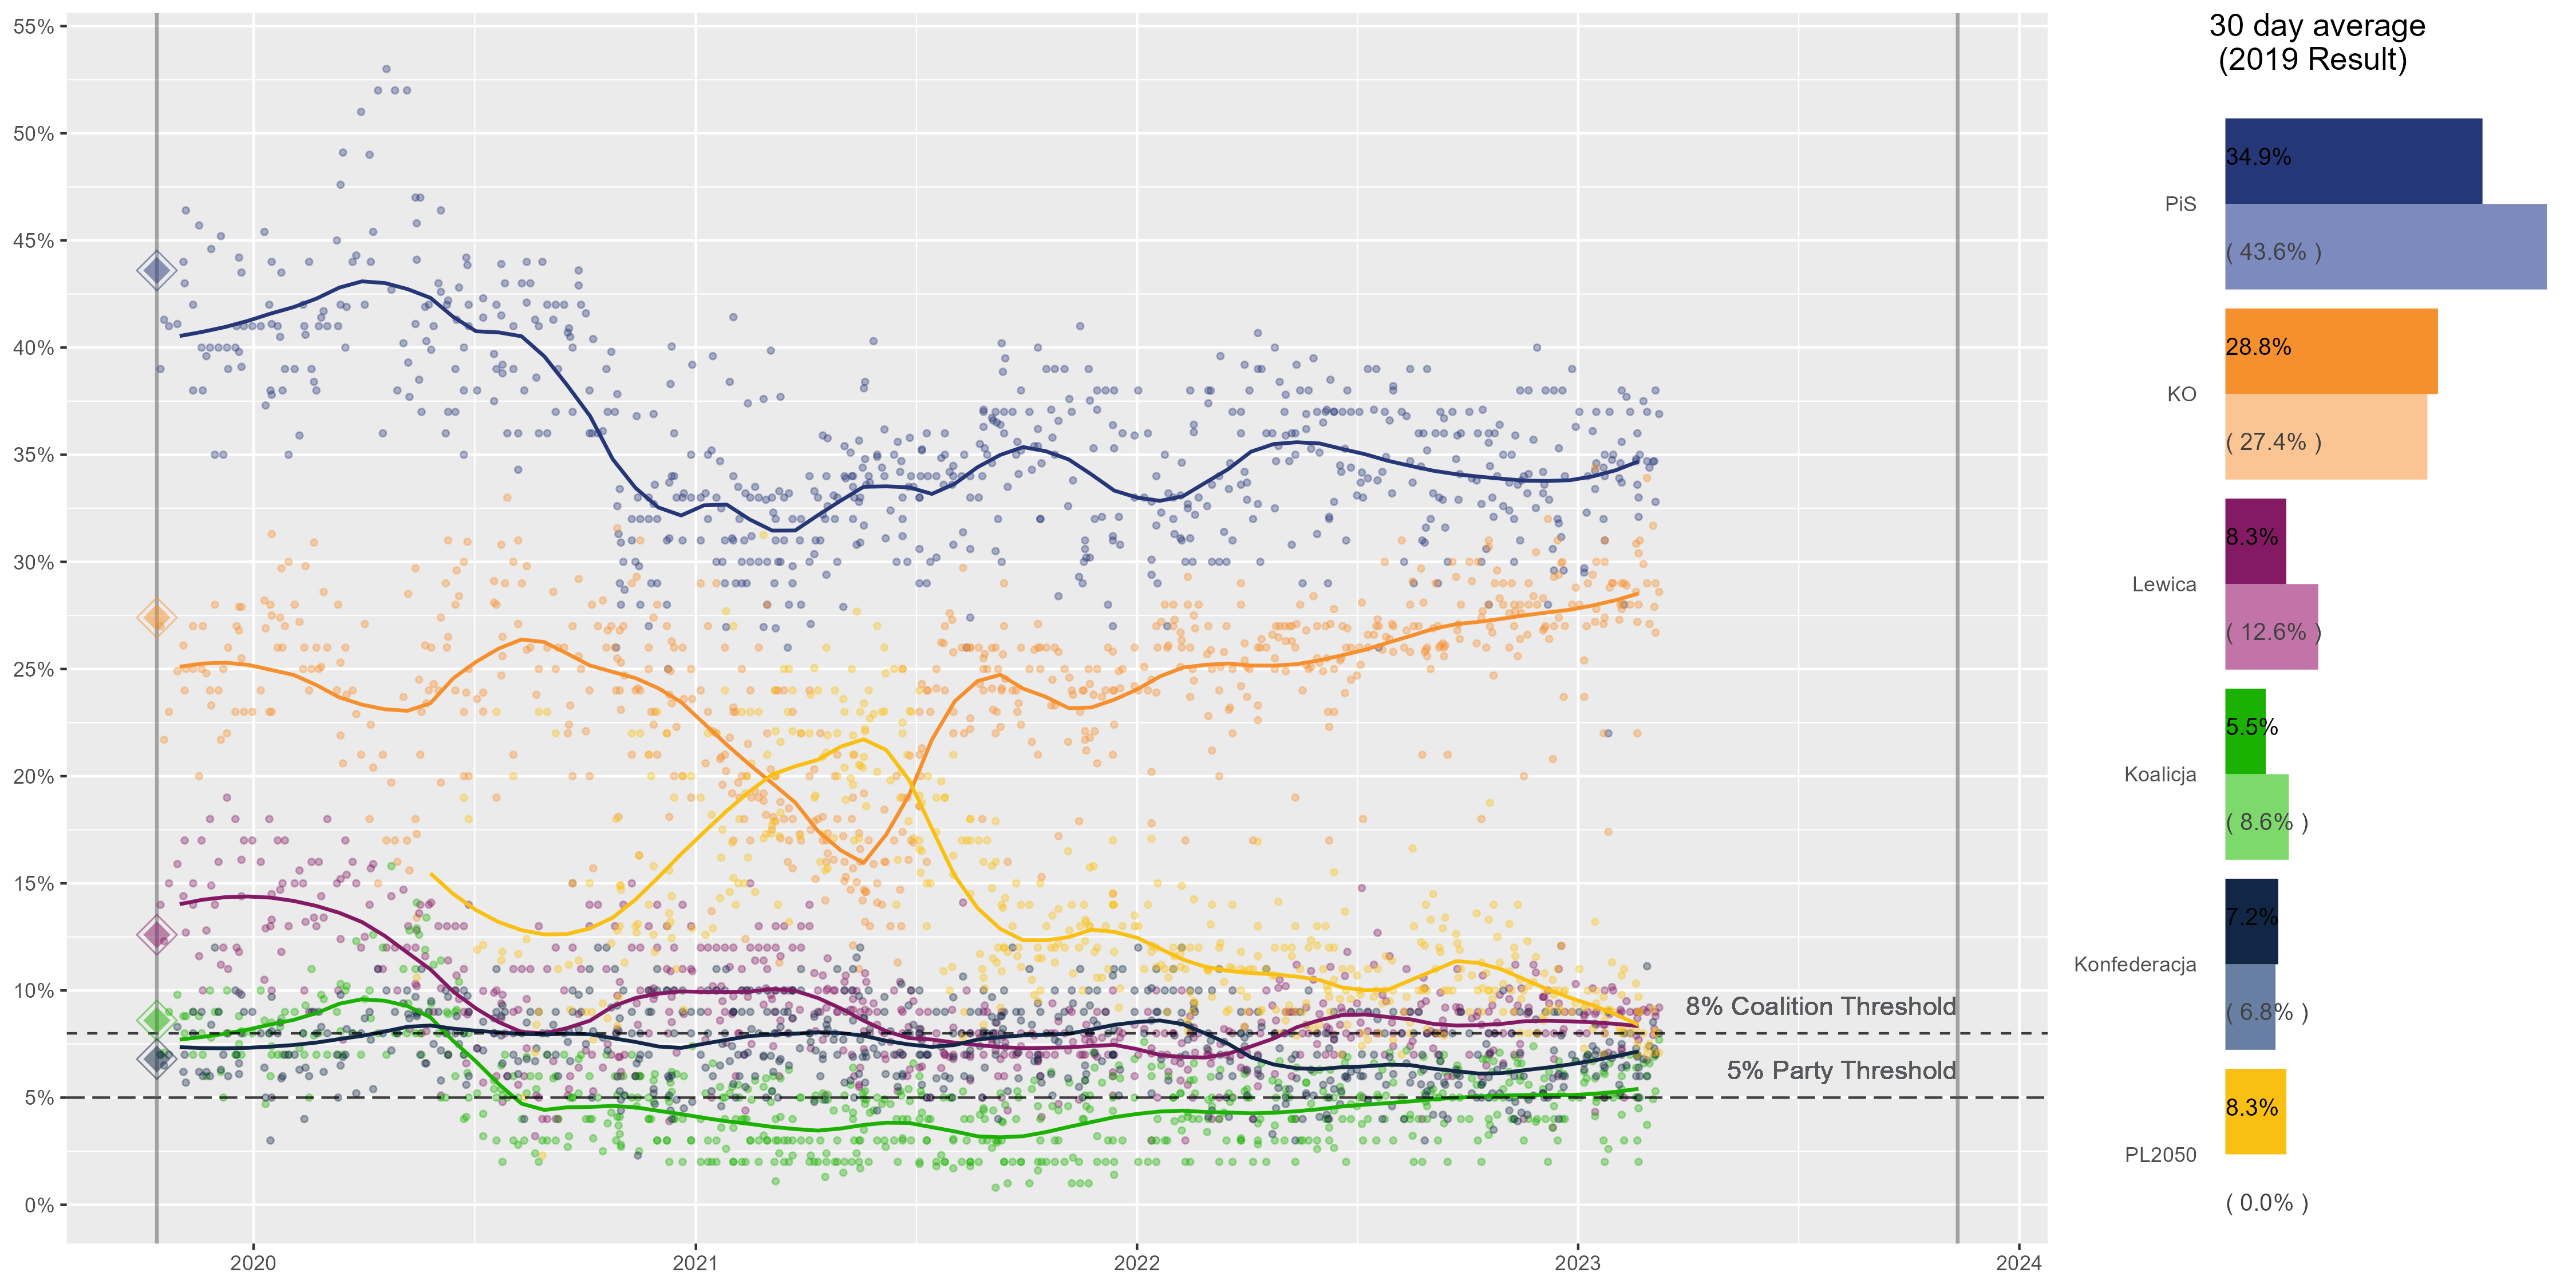 55%
50%
45%
40%
35%
30%
25%
20%
15%
10%
5%
0%
2020
2021
2022
2023
2024
8% Coalition Threshold
5% Party Threshold
30 day average
(2019 Result)
PiS
34.9%
( 43.6% )
KO
28.8%
( 27.4% )
Lewica
8.3%
( 12.6% )
Koalicja
5.5%
( 8.6% )
Konfederacja
7.2%
( 6.8% )
PL2050
8.3%
( 0.0% )